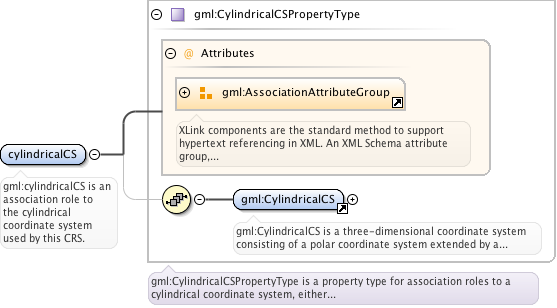 gml:CylindricalCSPropertyType
@ Attributes
gml:AssociationAttributeGroup
XLink components are the standard method to support
hypertext referencing in XML. An XML Schema attribute
group,...
cylindricalCS
gml:cylindricalCS is an
association role to
the cylindrical
coordinate system
used by this CRS.
gml:CylindricalCS
gml:CylindricalCS is a three-dimensional coordinate system
consisting of a polar coordinate system extended by a...
gml:CylindricalCSPropertyType is a property type for association roles to a
cylindrical coordinate system, either...